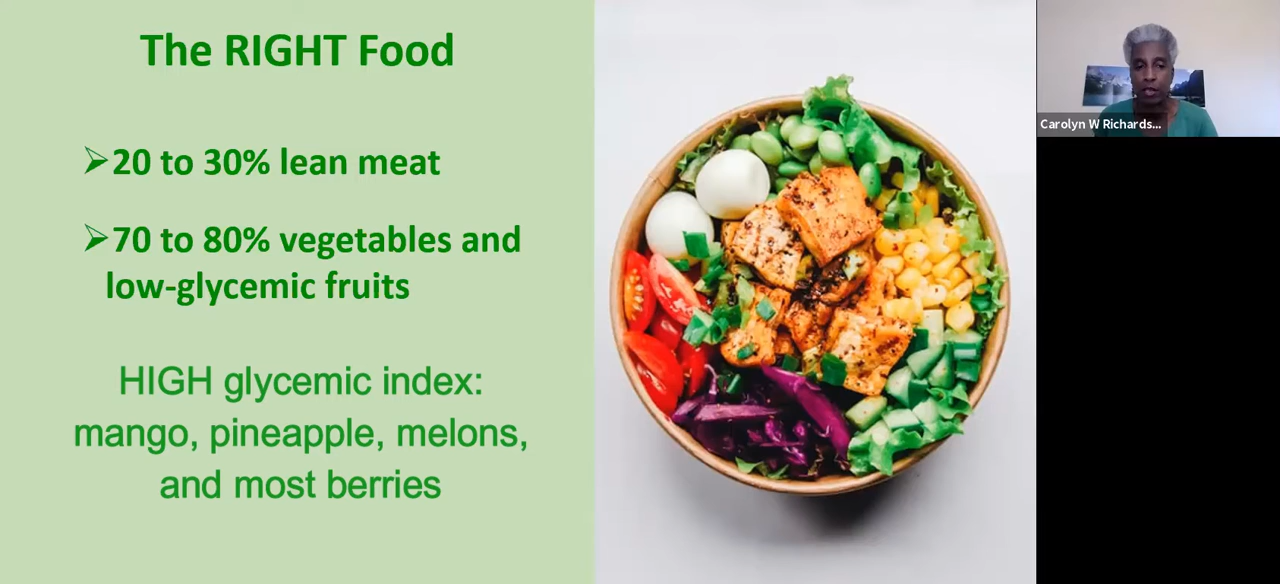 The RIGHT Food
➢20 to 30% lean meat
➢70 to 80% vegetables and
low-glycemic fruits
HIGH glycemic index:
mango, pineapple, melons,
and most berries
Carolyn W Richards...